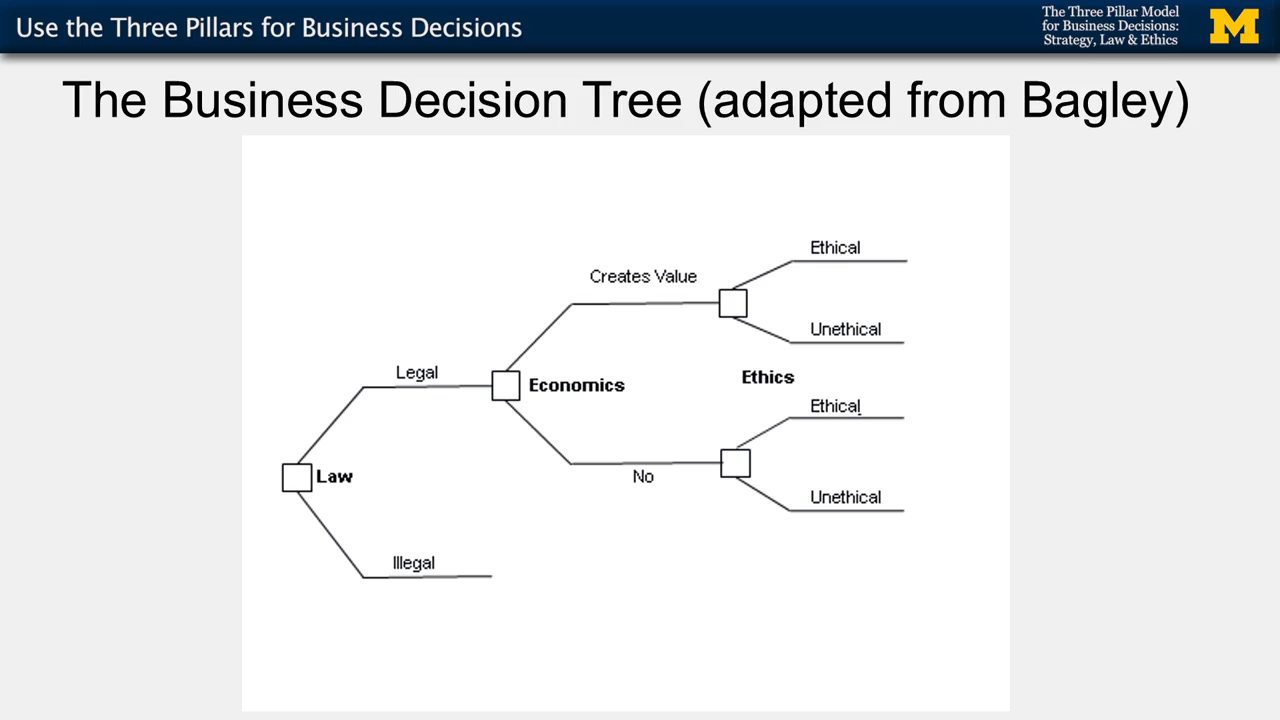 Use the Three Pillars for Business Decisions
The Three Pillar Model
for Business Decisions:
Strategy, Law & Ethics
M
The Business Decision Tree (adapted from Bagley)
Ethical
Creates Value
Unethical
Legal
Economics
Ethics
Ethical
Law
No
Unethical
Illegal